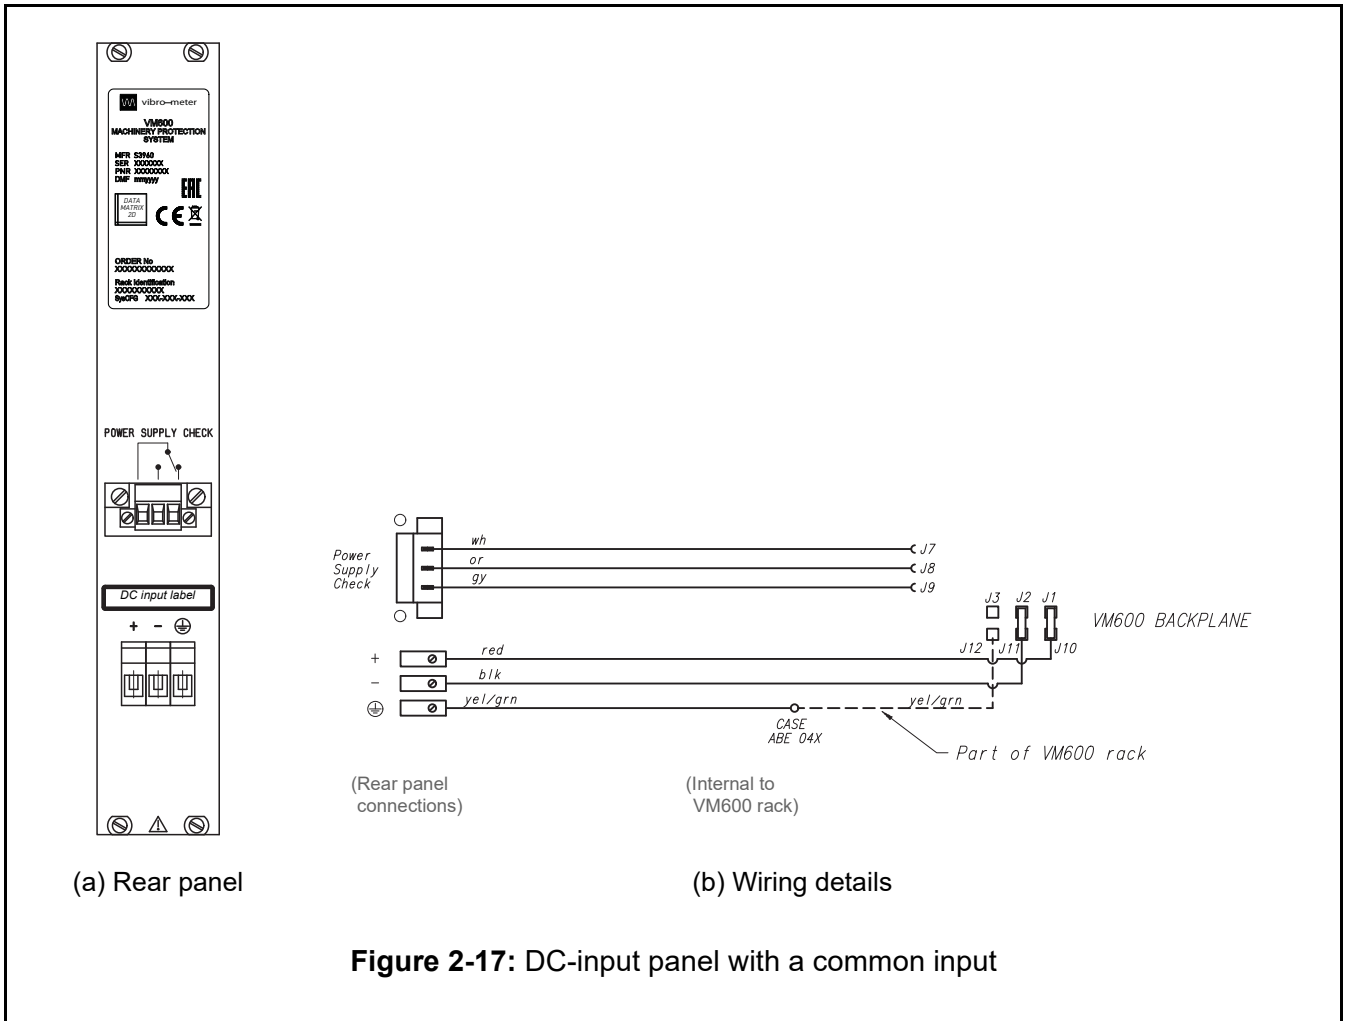 vibro-meter
VM600
MACHINERY PROTECTION
SYSTEM
MFR S3960
SER XXXXXXX
PNR XXXXXXXX
DMF mmyyyy
EAC
DATA
MATRIX
2D
CE
ORDER No
XXXXXXXXXXXXX
Rack Identification
XXXXXXXXXXX
SysCFG XXX-XXX-XXX
POWER SUPPLY CHECK
DC input label
+ −
Power
Supply
Check
wh
or
gy
J7
J8
J9
J3 J2 J1
VM600 BACKPLANE
J12 J11 J10
+ red
− blk
yel/grn
yel/grn
CASE
ABE 04X
Part of VM600 rack
(Rear panel
connections)
(Internal to
VM600 rack)
(a) Rear panel
(b) Wiring details
Figure 2-17: DC-input panel with a common input